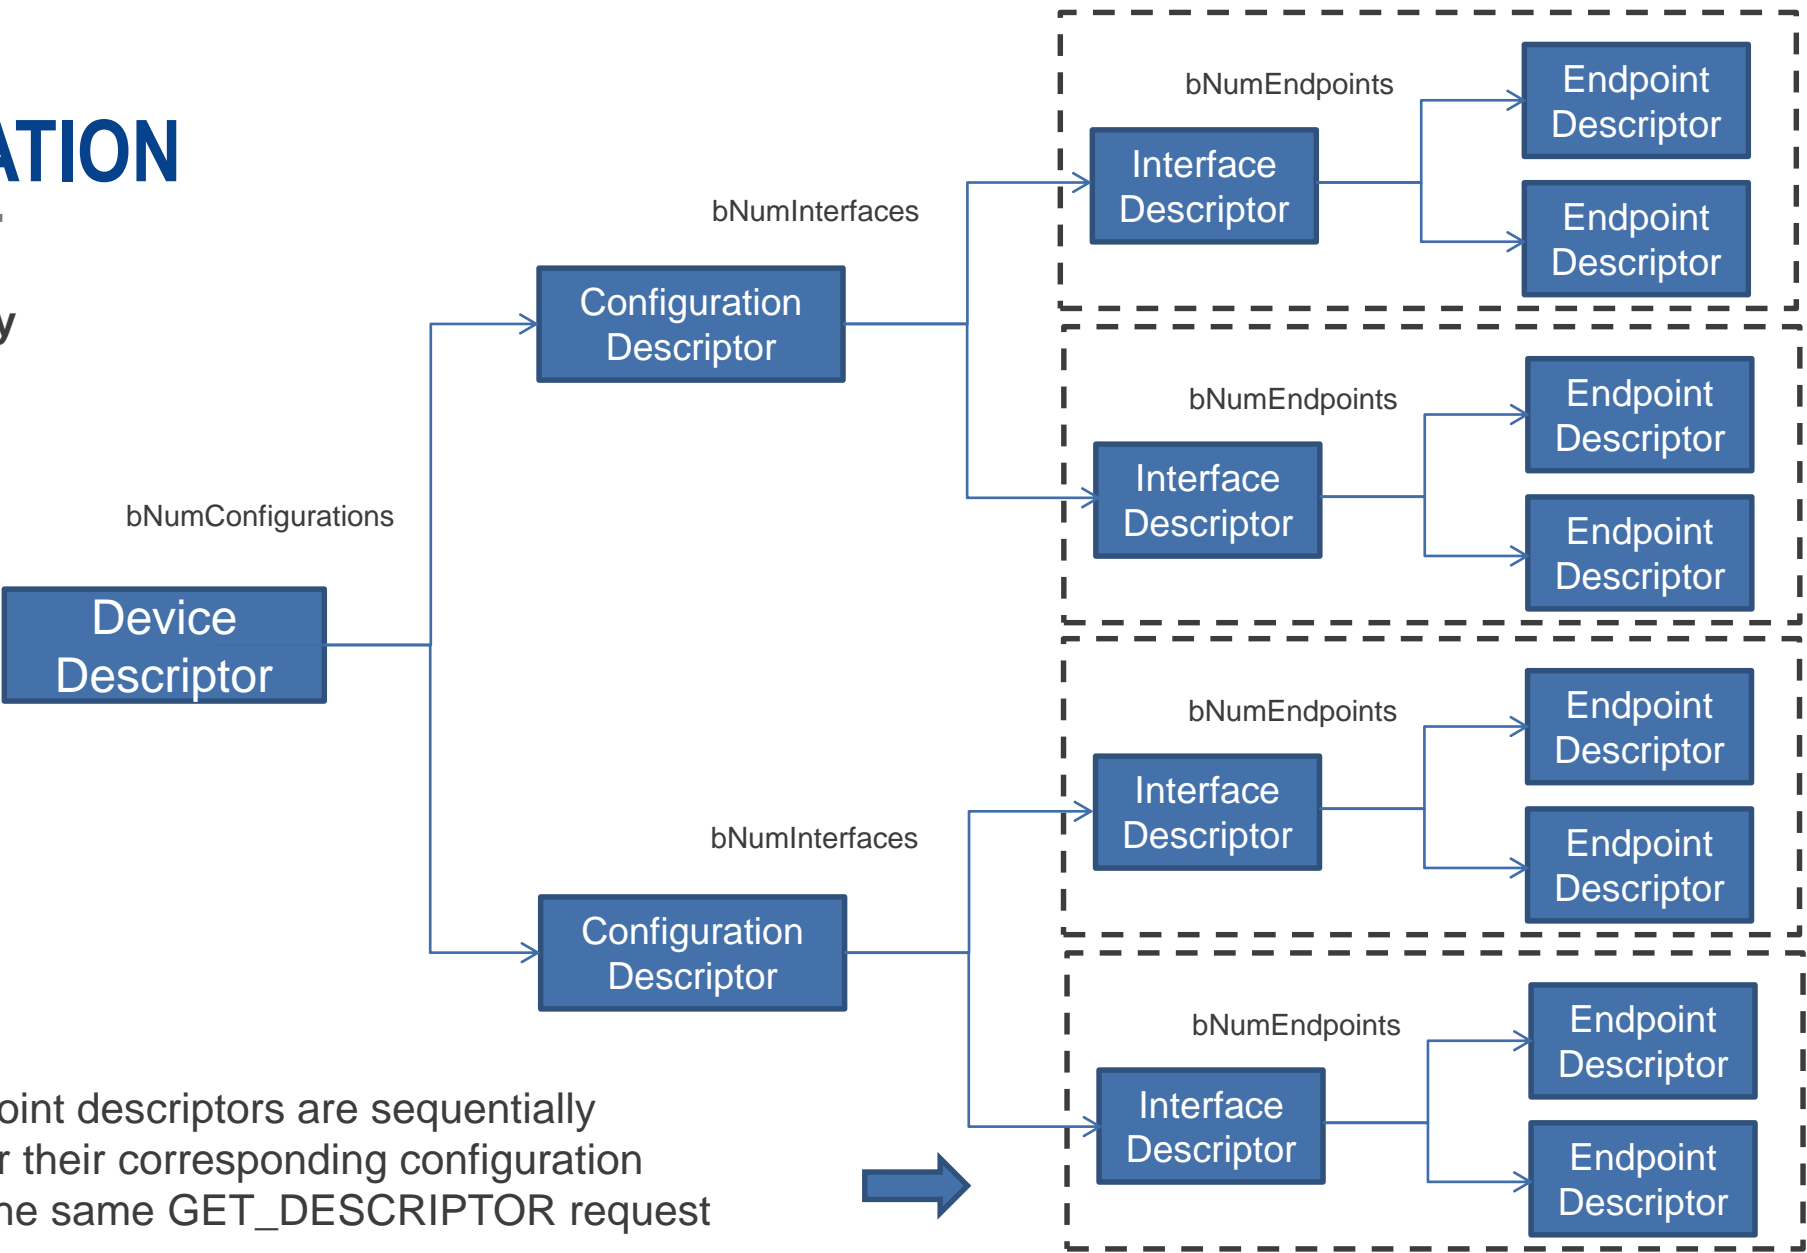 ATION
y
bNumConfigurations
Device
Descriptor
bNumInterfaces
Configuration
Descriptor
bNumInterfaces
Configuration
Descriptor
bNumEndpoints
Interface
Descriptor
Endpoint
Descriptor
Endpoint
Descriptor
bNumEndpoints
Interface
Descriptor
Endpoint
Descriptor
Endpoint
Descriptor
bNumEndpoints
Interface
Descriptor
Endpoint
Descriptor
Endpoint
Descriptor
bNumEndpoints
Interface
Descriptor
Endpoint
Descriptor
Endpoint
Descriptor
oint descriptors are sequentially
r their corresponding configuration
he same GET_DESCRIPTOR request